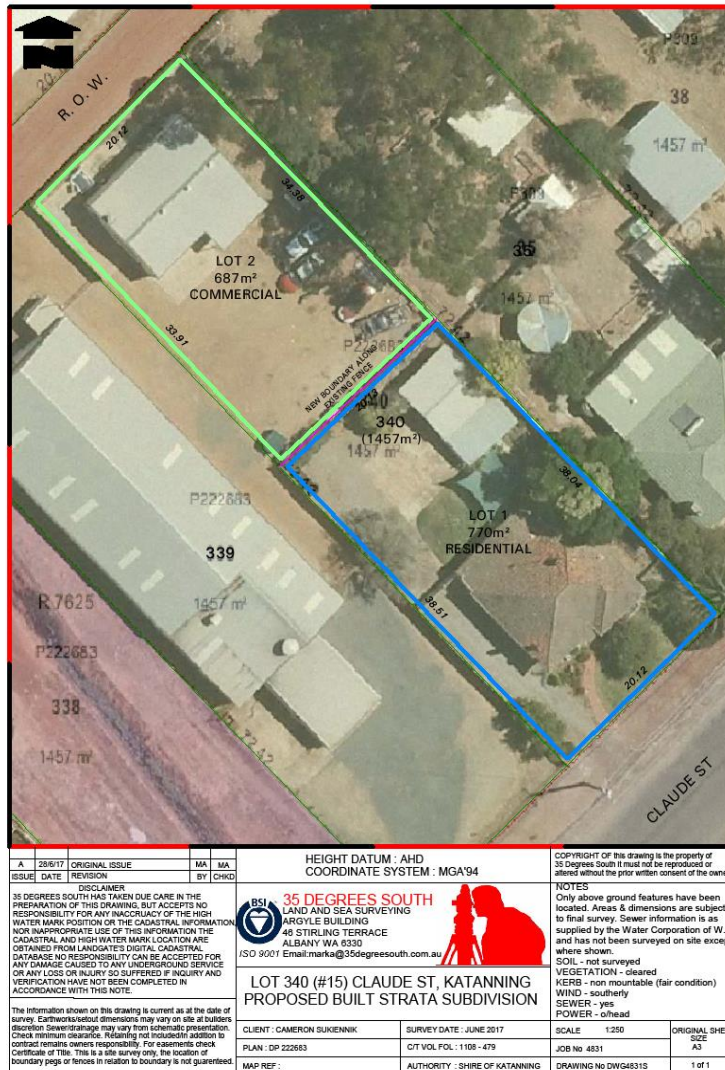 N
R. O. W.
20.12
34.38
LOT 2
687m²
COMMERCIAL
33.91
NEW BOUNDARY ALONG
EXISTING FENCE
P309
38
1457 m²
P309
35
1457 m²
P222683
340
(1457m²)
1457 m²
38.04
LOT 1
770m²
RESIDENTIAL
38.51
20.12
P222683
339
1457 m²
R 7625
P222683
338
1457 m²
CLAUDE ST
A 28/6/17 ORIGINAL ISSUE MA MA
ISSUE DATE REVISION BY CHKD
DISCLAIMER
35 DEGREES SOUTH HAS TAKEN DUE CARE IN THE
PREPARATION OF THIS DRAWING, BUT ACCEPTS NO
RESPONSIBILITY FOR ANY INACCRUACY OF THE HIGH
WATER MARK POSITION OR THE CADASTRAL INFORMATION
NOR INAPPROPRIATE USE OF THIS INFORMATION THE
CADASTRAL AND HIGH WATER MARK LOCATION ARE
OBTAINED FROM LANDGATE'S DIGITAL CADASTRAL
DATABASE NO RESPONSIBILITY CAN BE ACCEPTED FOR
ANY DAMAGE CAUSED TO ANY UNDERGROUND SERVICE
OR ANY LOSS OR INJURY SO SUFFERED IF INQUIRY AND
VERIFICATION HAVE NOT BEEN COMPLETED IN
ACCORDANCE WITH THIS NOTE.
The information shown on this drawing is current as at the date of
survey. Earthworks/setout dimensions may vary on site at builders
discretion Sewer/drainage may vary from schematic presentation.
Check minimum clearance. Retaining not included/in addition to
contract remains owners responsibility. For easements check
Certificate of Title. This is a site survey only, the location of
boundary pegs or fences in relation to boundary is not guaranteed.
HEIGHT DATUM : AHD
COORDINATE SYSTEM : MGA'94
BSI
ISO 9001
35 DEGREES SOUTH
LAND AND SEA SURVEYING
ARGYLE BUILDING
46 STIRLING TERRACE
ALBANY WA 6330
Email:marka@35degreesouth.com.au
LOT 340 (#15) CLAUDE ST, KATANNING
PROPOSED BUILT STRATA SUBDIVISION
CLIENT : CAMERON SUKIENNIK
SURVEY DATE : JUNE 2017
PLAN : DP 222683
C/T VOL FOL : 1108 - 479
MAP REF :
AUTHORITY : SHIRE OF KATANNING
COPYRIGHT OF this drawing is the property of
35 Degrees South It must not be reproduced or
altered without the prior written consent of the owne
NOTES
Only above ground features have been
located. Areas & dimensions are subject
to final survey. Sewer information is as
supplied by the Water Corporation of W.
and has not been surveyed on site excep
where shown.
SOIL - not surveyed
VEGETATION - cleared
KERB - non mountable (fair condition)
WIND - southerly
SEWER - yes
POWER - o/head
SCALE 1:250
ORIGINAL SHE
SIZE
A3
JOB No 4831
DRAWING No DWG4831S
1 of 1